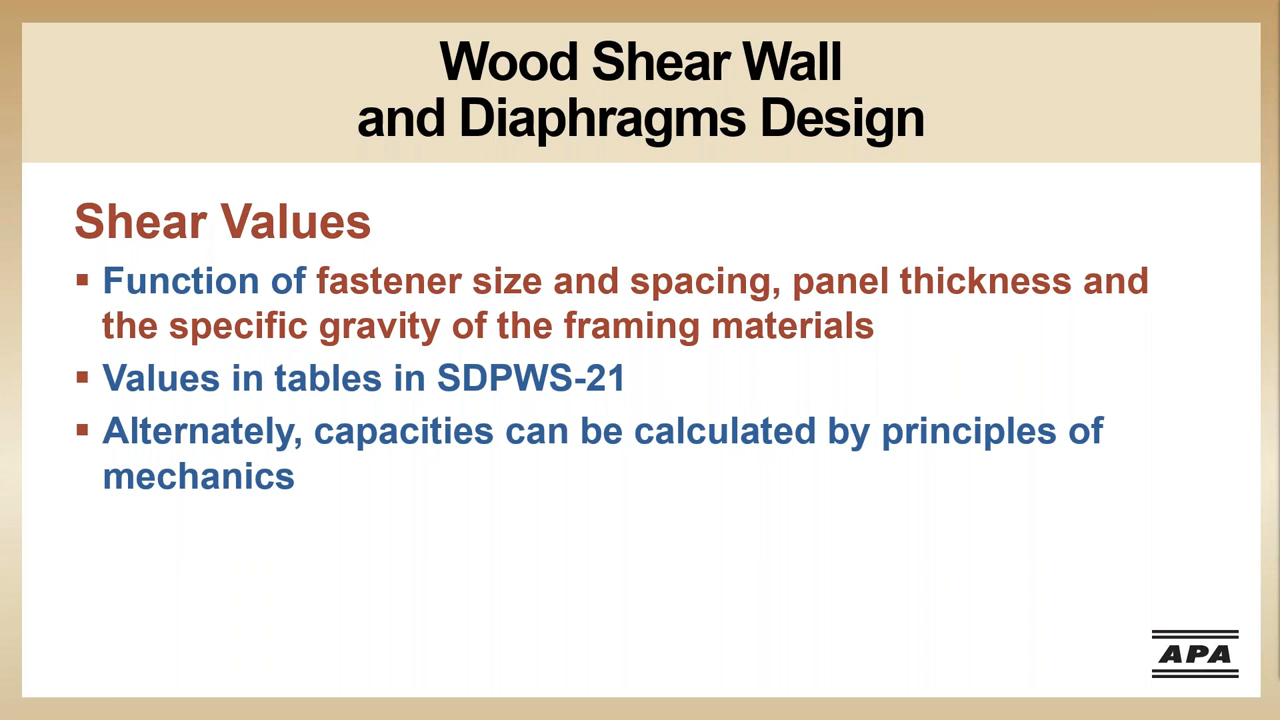 Wood Shear Wall
and Diaphragms Design
Shear Values
▪ Function of fastener size and spacing, panel thickness and
the specific gravity of the framing materials
▪ Values in tables in SDPWS-21
▪ Alternately, capacities can be calculated by principles of
mechanics
APA